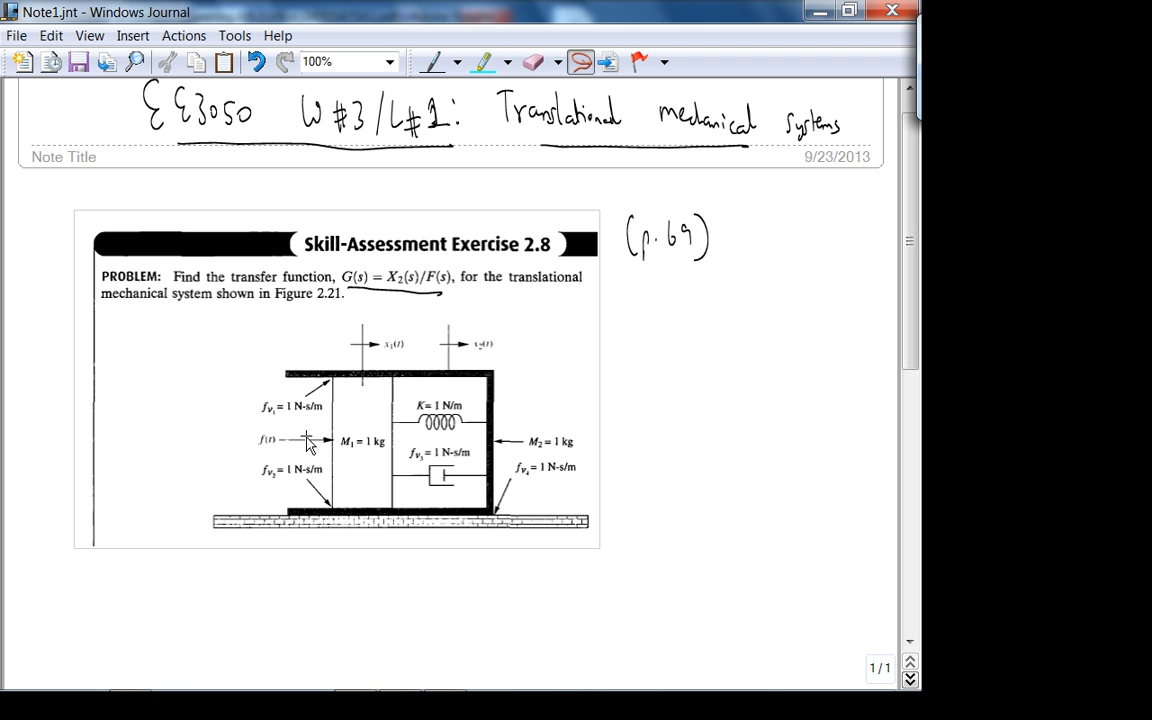 Note1.jnt - Windows Journal
File Edit View Insert Actions Tools Help
100%
EE3050 W#3/L#1: Translational mechanical systems
Note Title
9/23/2013
Skill-Assessment Exercise 2.8
(p. 69)
PROBLEM: Find the transfer function, G(s) = X₂(s)/F(s), for the translational
mechanical system shown in Figure 2.21.
x₁(t)
x₂(t)
fᵥ₁ = 1 N-s/m
K= 1 N/m
f(t)
M₁ = 1 kg
M₂ = 1 kg
fᵥ₃ = 1 N-s/m
fᵥ₂ = 1 N-s/m
fᵥ₄ = 1 N-s/m
1 / 1